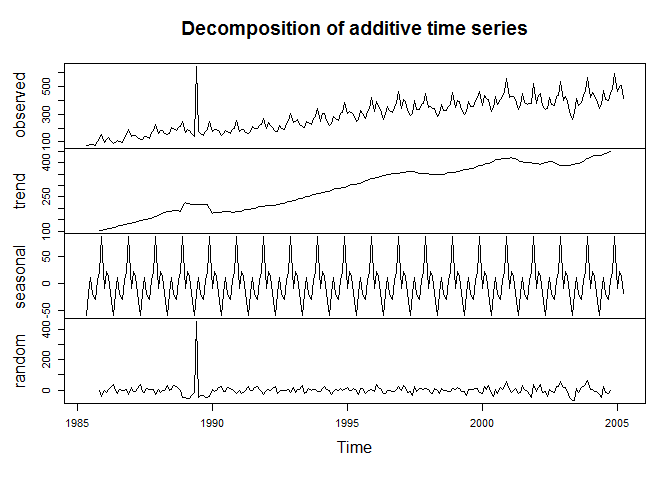 Decomposition of additive time series
observed
100 300 500
trend
100 250 400
seasonal
-50 0 50
random
0 200 400
1985 1990 1995 2000 2005
Time